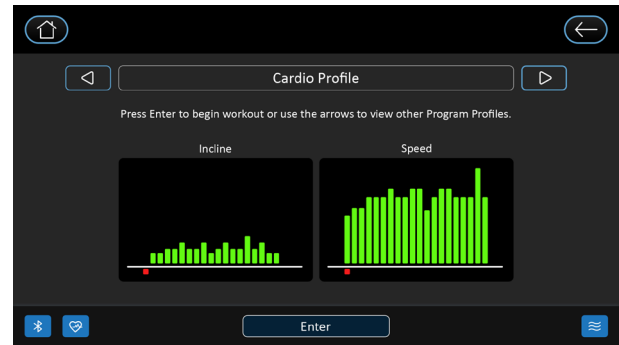 Cardio Profile
Press Enter to begin workout or use the arrows to view other Program Profiles.
Incline
Speed
Enter